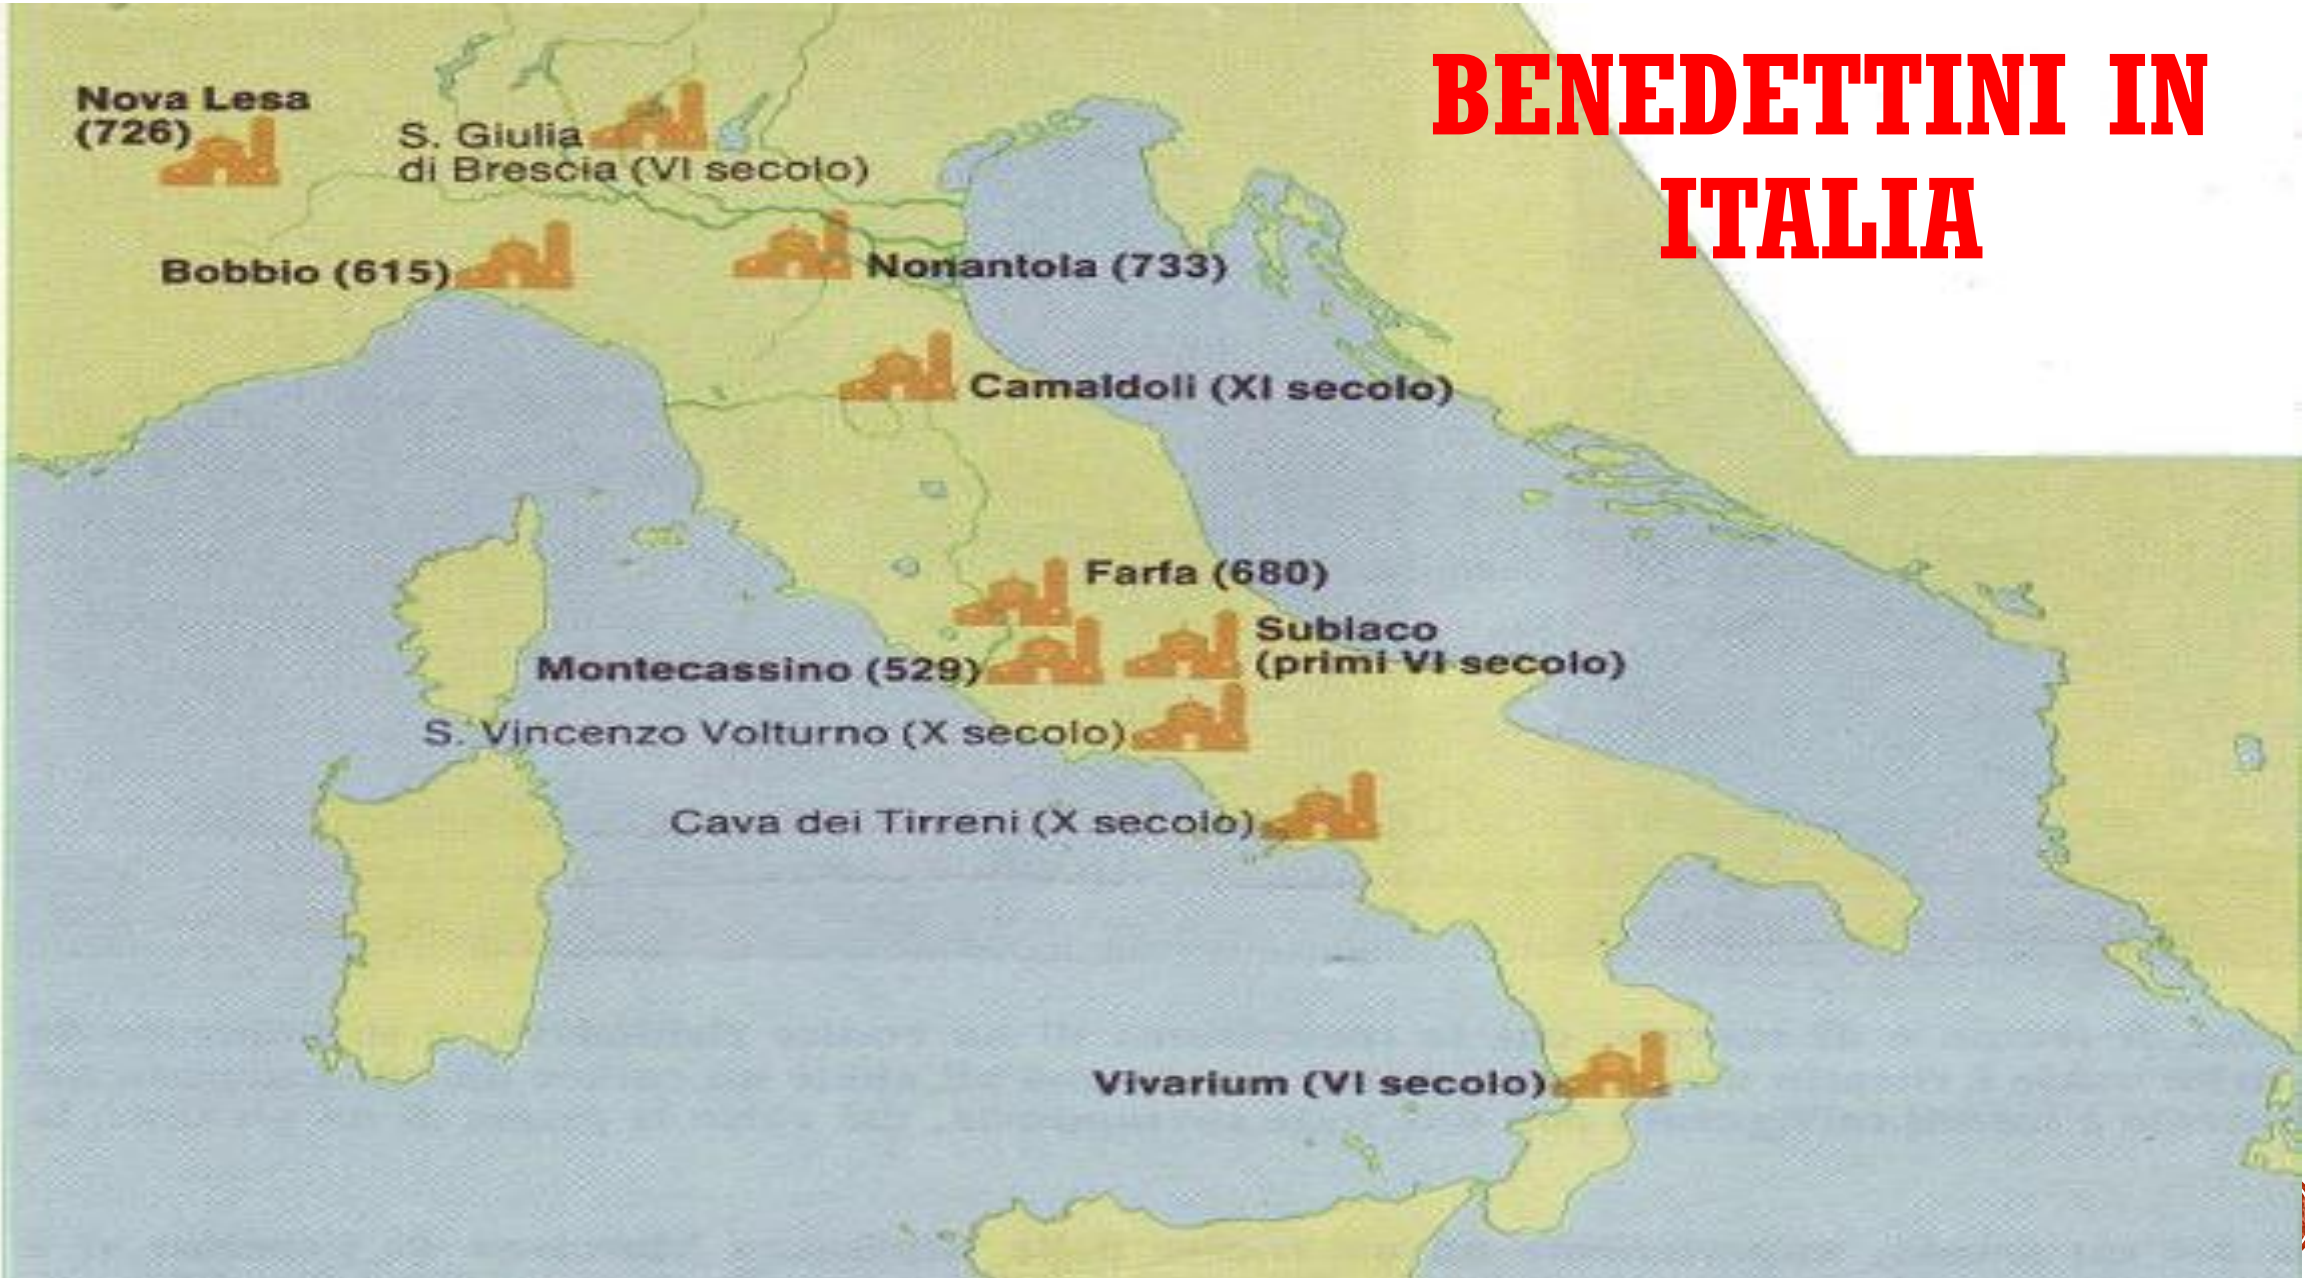 BENEDETTINI IN
ITALIA
Nova Lesa
(726)
S. Giulia
di Brescia (VI secolo)
Bobbio (615)
Nonantola (733)
Camaldoli (XI secolo)
Farfa (680)
Subiaco
(primi VI secolo)
Montecassino (529)
S. Vincenzo Volturno (X secolo)
Cava dei Tirreni (X secolo)
Vivarium (VI secolo)